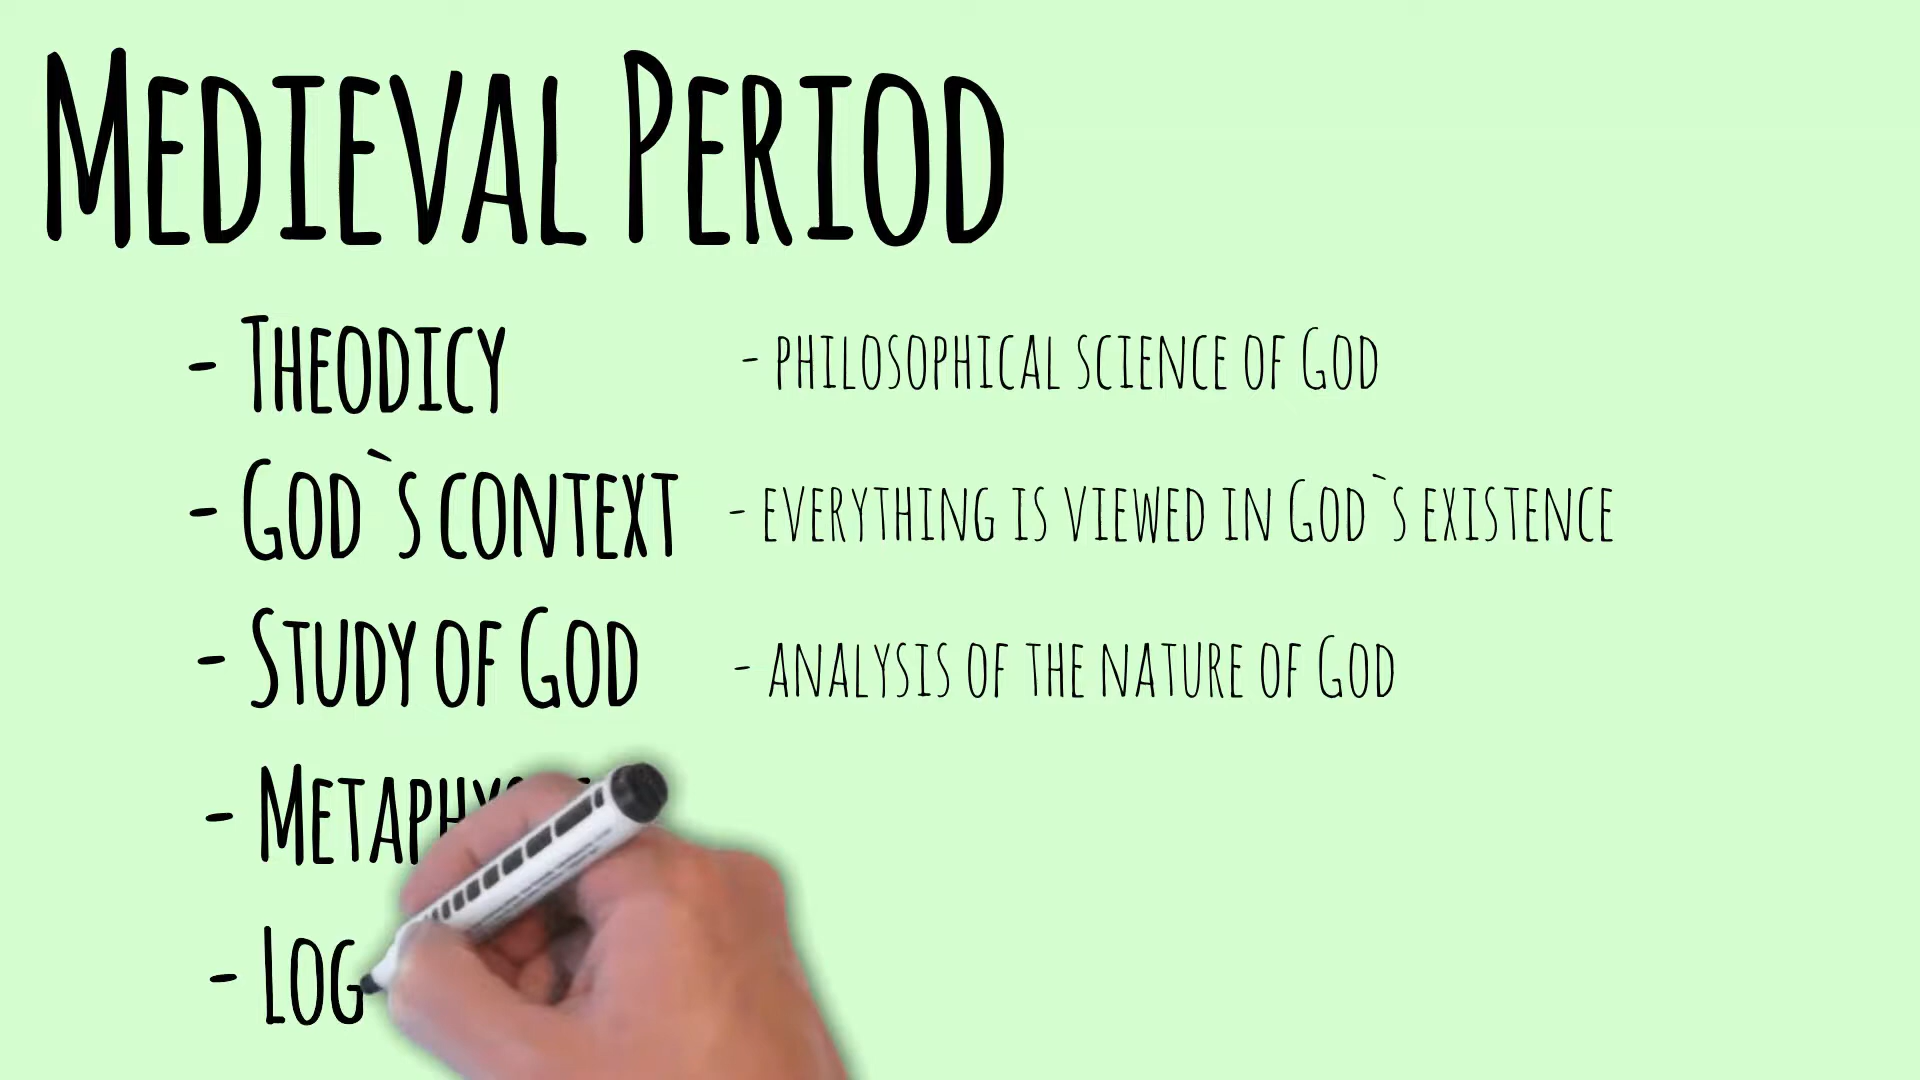 Medieval Period
- Theodicy - philosophical science of God
- God`s context - everything is viewed in God`s existence
- Study of God - analysis of the nature of God
-
- Log